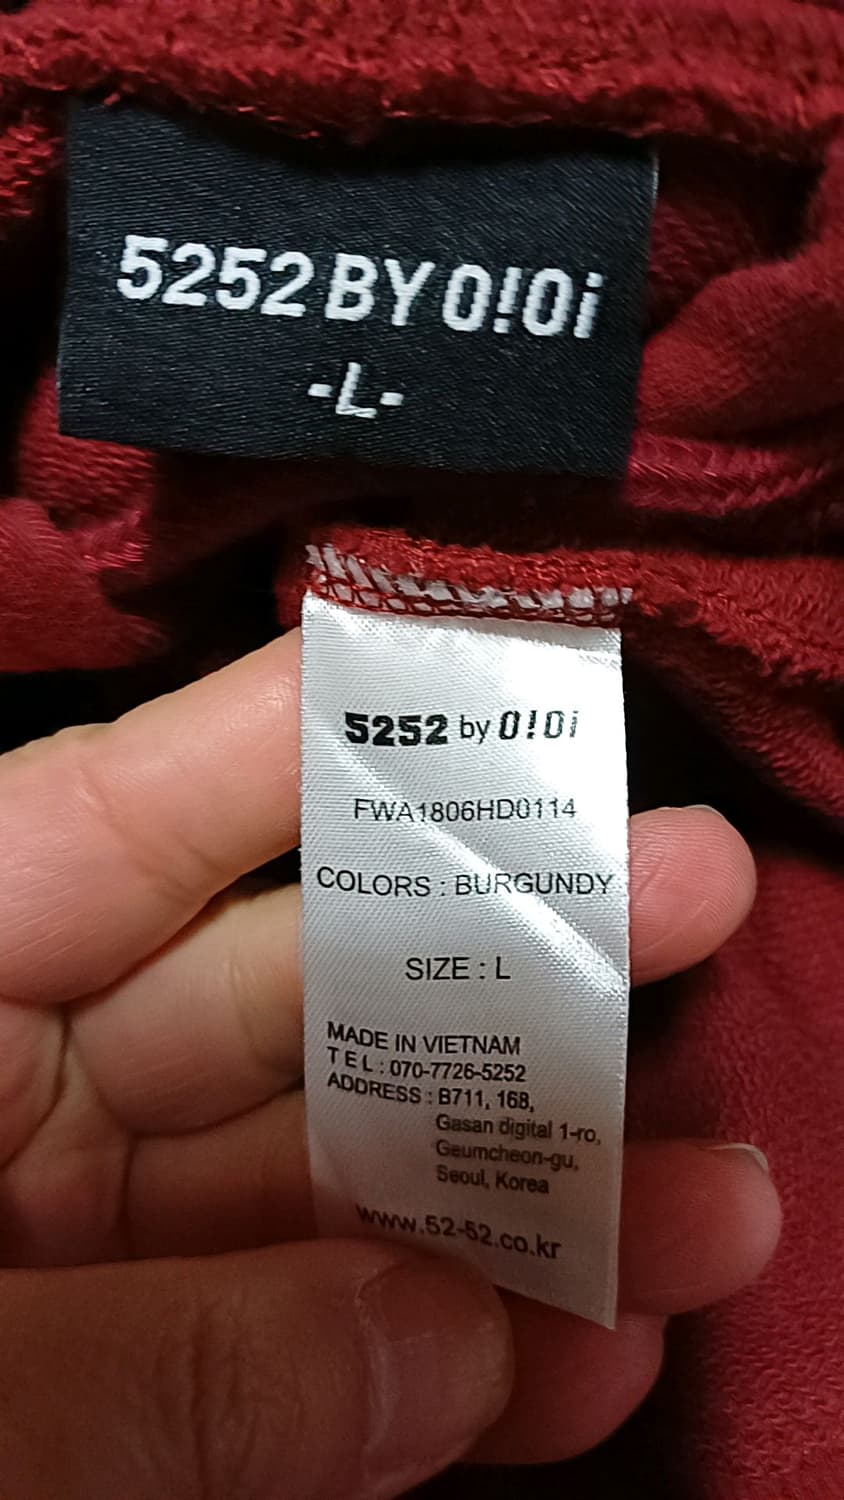 5252 BY O!Oi
-L-
5252 by O!Oi
FWA1806HD0114
COLORS : BURGUNDY
SIZE : L
MADE IN VIETNAM
TEL : 070-7726-5252
ADDRESS : B711, 168,
Gasan digital 1-ro,
Geumcheon-gu,
Seoul, Korea
www.52-52.co.kr